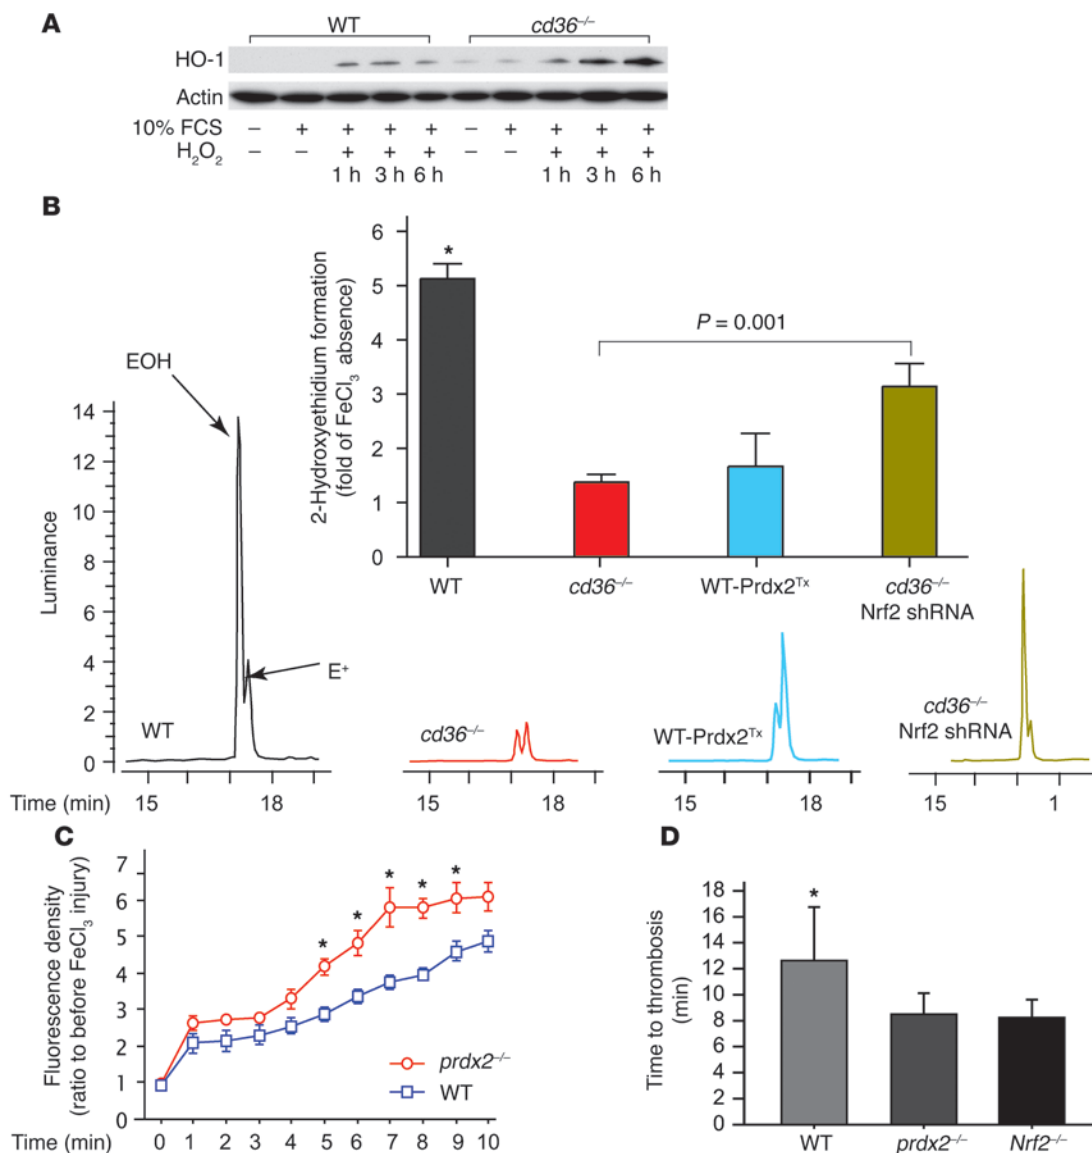 A
WT cd36⁻/⁻
HO-1
Actin
10% FCS – + + + + – + + + +
H₂O₂ – – + + + – – + + +
1 h 3 h 6 h 1 h 3 h 6 h
B
2-Hydroxyethidium formation
(fold of FeCl₃ absence)
6
5
4
3
2
1
0
*
P = 0.001
WT cd36⁻/⁻ WT-Prdx2ᵀˣ cd36⁻/⁻
Nrf2 shRNA
Luminance
14
12
10
8
6
4
2
0
EOH
E⁺
WT
cd36⁻/⁻
WT-Prdx2ᵀˣ
cd36⁻/⁻
Nrf2 shRNA
Time (min) 15 18 15 18 15 18 15 1
C
Fluorescence density
(ratio to before FeCl₃ injury)
7
6
5
4
3
2
1
0
* * * * *
prdx2⁻/⁻
WT
Time (min) 0 1 2 3 4 5 6 7 8 9 10
D
Time to thrombosis
(min)
18
16
14
12
10
8
6
4
2
0
*
WT prdx2⁻/⁻ Nrf2⁻/⁻